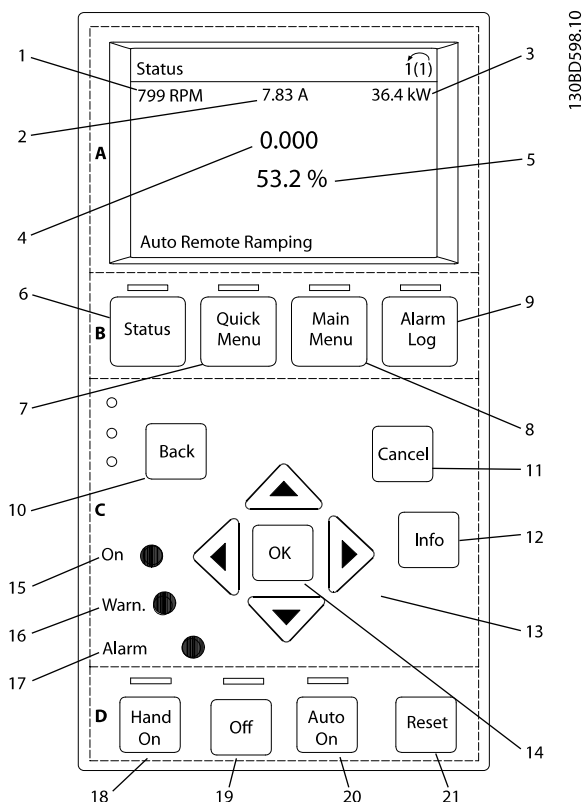 130BD598.10
1
3
Status 1(1)
799 RPM 7.83 A 36.4 kW
2
A
0.000
5
53.2 %
4
Auto Remote Ramping
6
9
B
Status
Quick
Menu
Main
Menu
Alarm
Log
7
8
Back
Cancel
11
10
C
Info
12
OK
On
15
Warn.
13
16
Alarm
17
D
Hand
On
Off
Auto
On
Reset
14
18
19
20
21